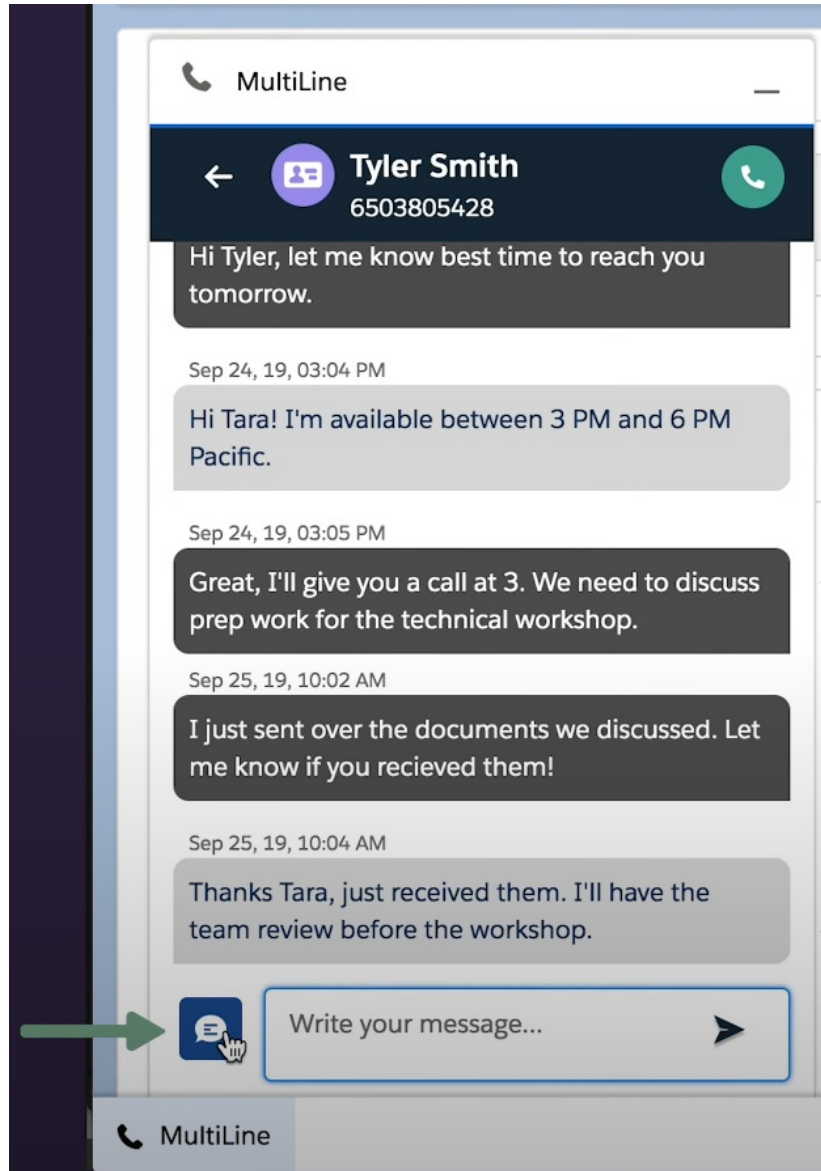 MultiLine
Tyler Smith
6503805428
Hi Tyler, let me know best time to reach you
tomorrow.
Sep 24, 19, 03:04 PM
Hi Tara! I'm available between 3 PM and 6 PM
Pacific.
Sep 24, 19, 03:05 PM
Great, I'll give you a call at 3. We need to discuss
prep work for the technical workshop.
Sep 25, 19, 10:02 AM
I just sent over the documents we discussed. Let
me know if you recieved them!
Sep 25, 19, 10:04 AM
Thanks Tara, just received them. I'll have the
team review before the workshop.
Write your message...
MultiLine